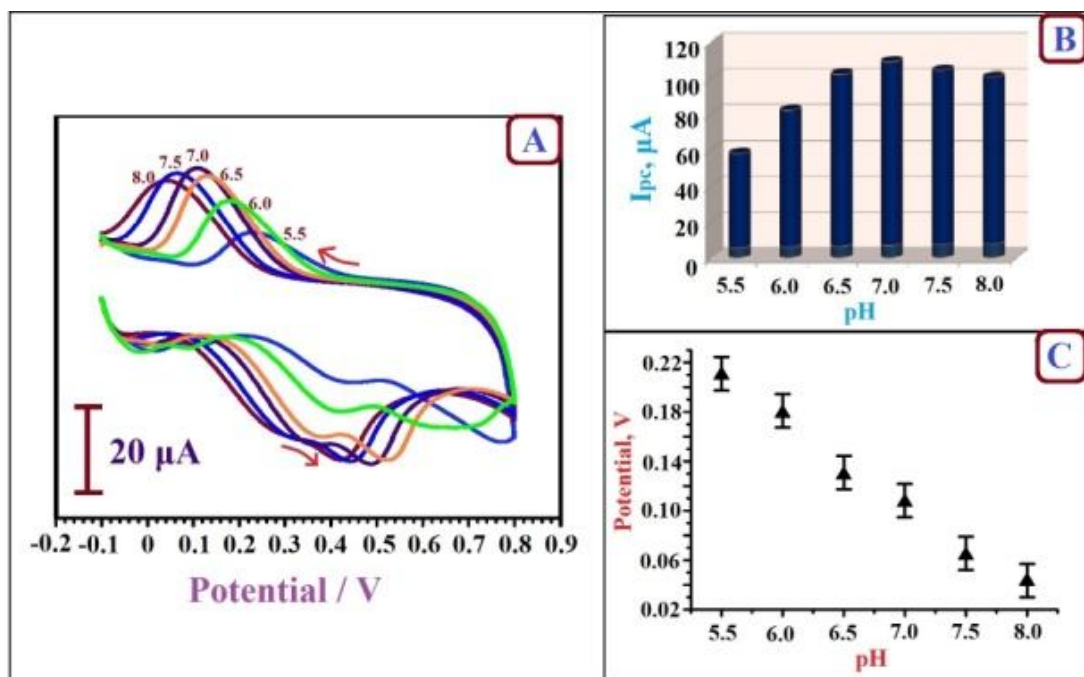 A
8.0 7.5 7.0 6.5 6.0 5.5
20 µA
-0.2 -0.1 0 0.1 0.2 0.3 0.4 0.5 0.6 0.7 0.8 0.9
Potential / V
B
120
100
80
60
40
20
0
Ipc, µA
5.5 6.0 6.5 7.0 7.5 8.0
pH
C
0.22
0.18
0.14
0.10
0.06
0.02
Potential, V
5.5 6.0 6.5 7.0 7.5 8.0
pH